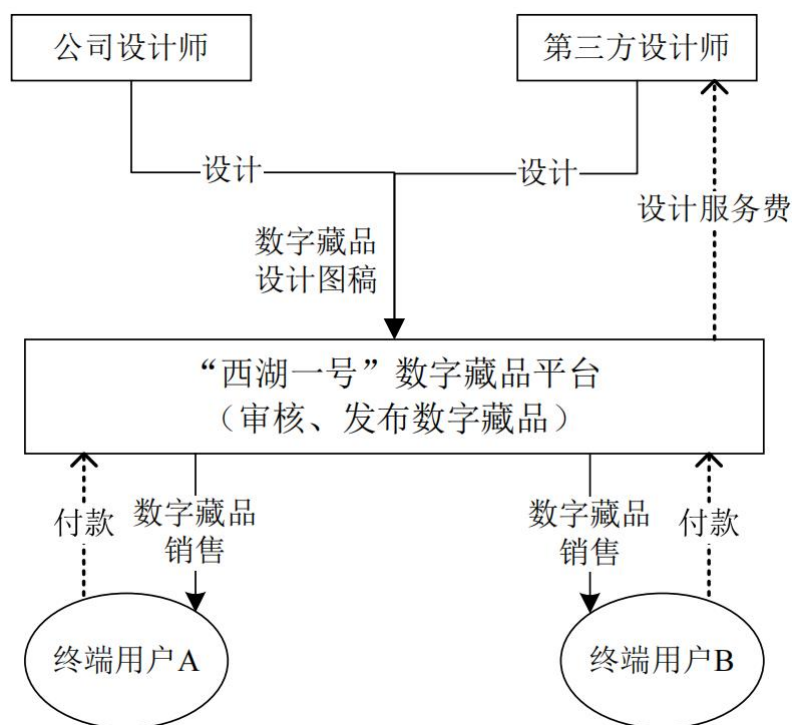 公司设计师
第三方设计师
设计
设计
设计服务费
数字藏品
设计图稿
“西湖一号”数字藏品平台
（审核、发布数字藏品）
付款
数字藏品
销售
数字藏品
销售
付款
终端用户A
终端用户B